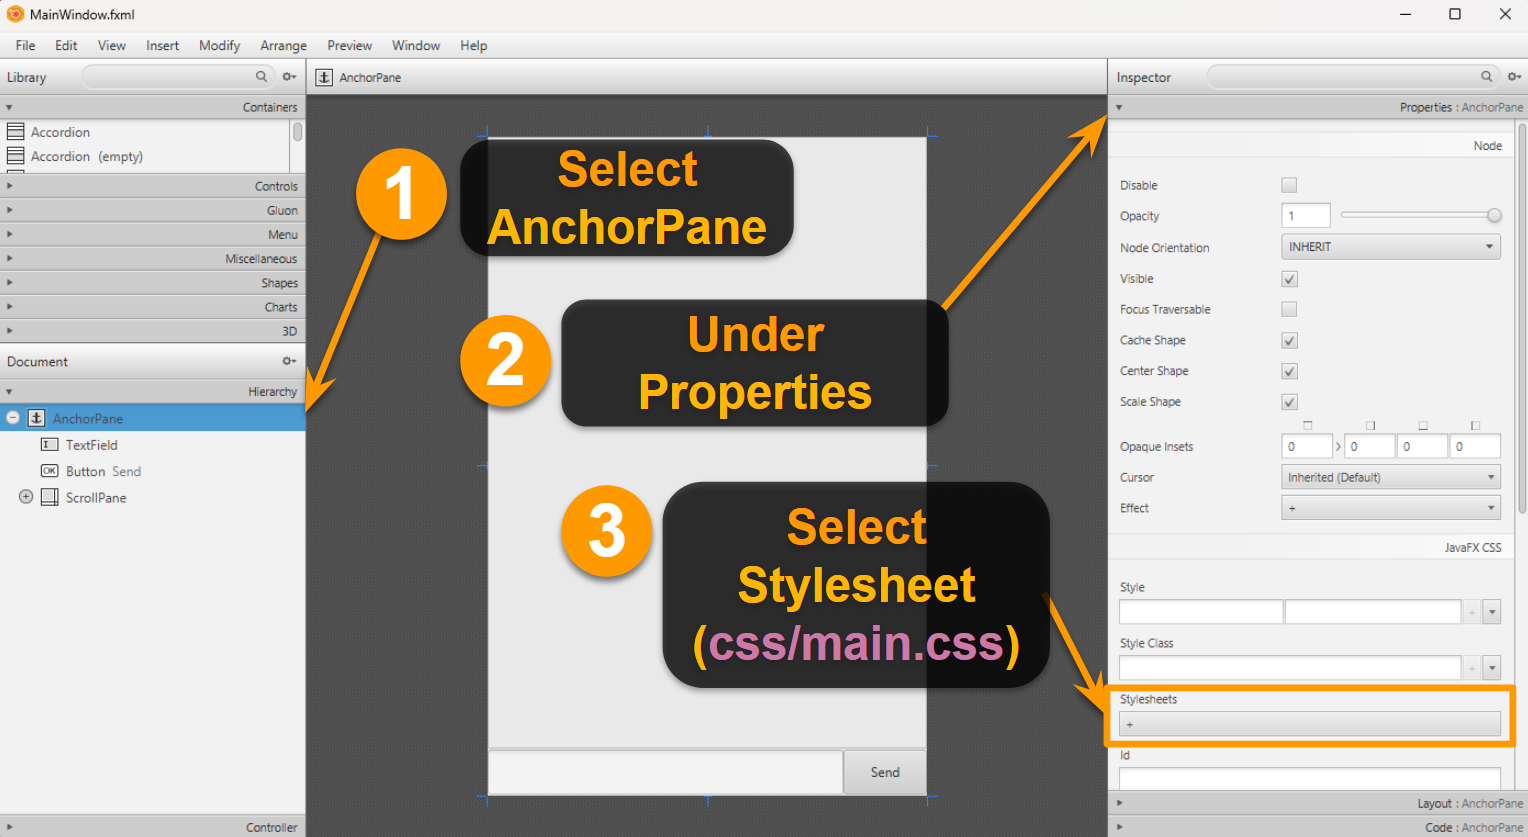 MainWindow.fxml
File Edit View Insert Modify Arrange Preview Window Help
Library
Containers
Accordion
Accordion (empty)
Controls
Gluon
Menu
Miscellaneous
Shapes
Charts
3D
Document
Hierarchy
AnchorPane
TextField
OK Button Send
ScrollPane
Controller
AnchorPane
1
Select
AnchorPane
2
Under
Properties
3
Select
Stylesheet
(css/main.css)
Send
Inspector
Properties : AnchorPane
Node
Disable
Opacity 1
Node Orientation INHERIT
Visible
Focus Traversable
Cache Shape
Center Shape
Scale Shape
Opaque Insets 0 > 0 0 0
Cursor Inherited (Default)
Effect +
JavaFX CSS
Style
+
Style Class
+
Stylesheets
+
Id
Layout : AnchorPane
Code : AnchorPane